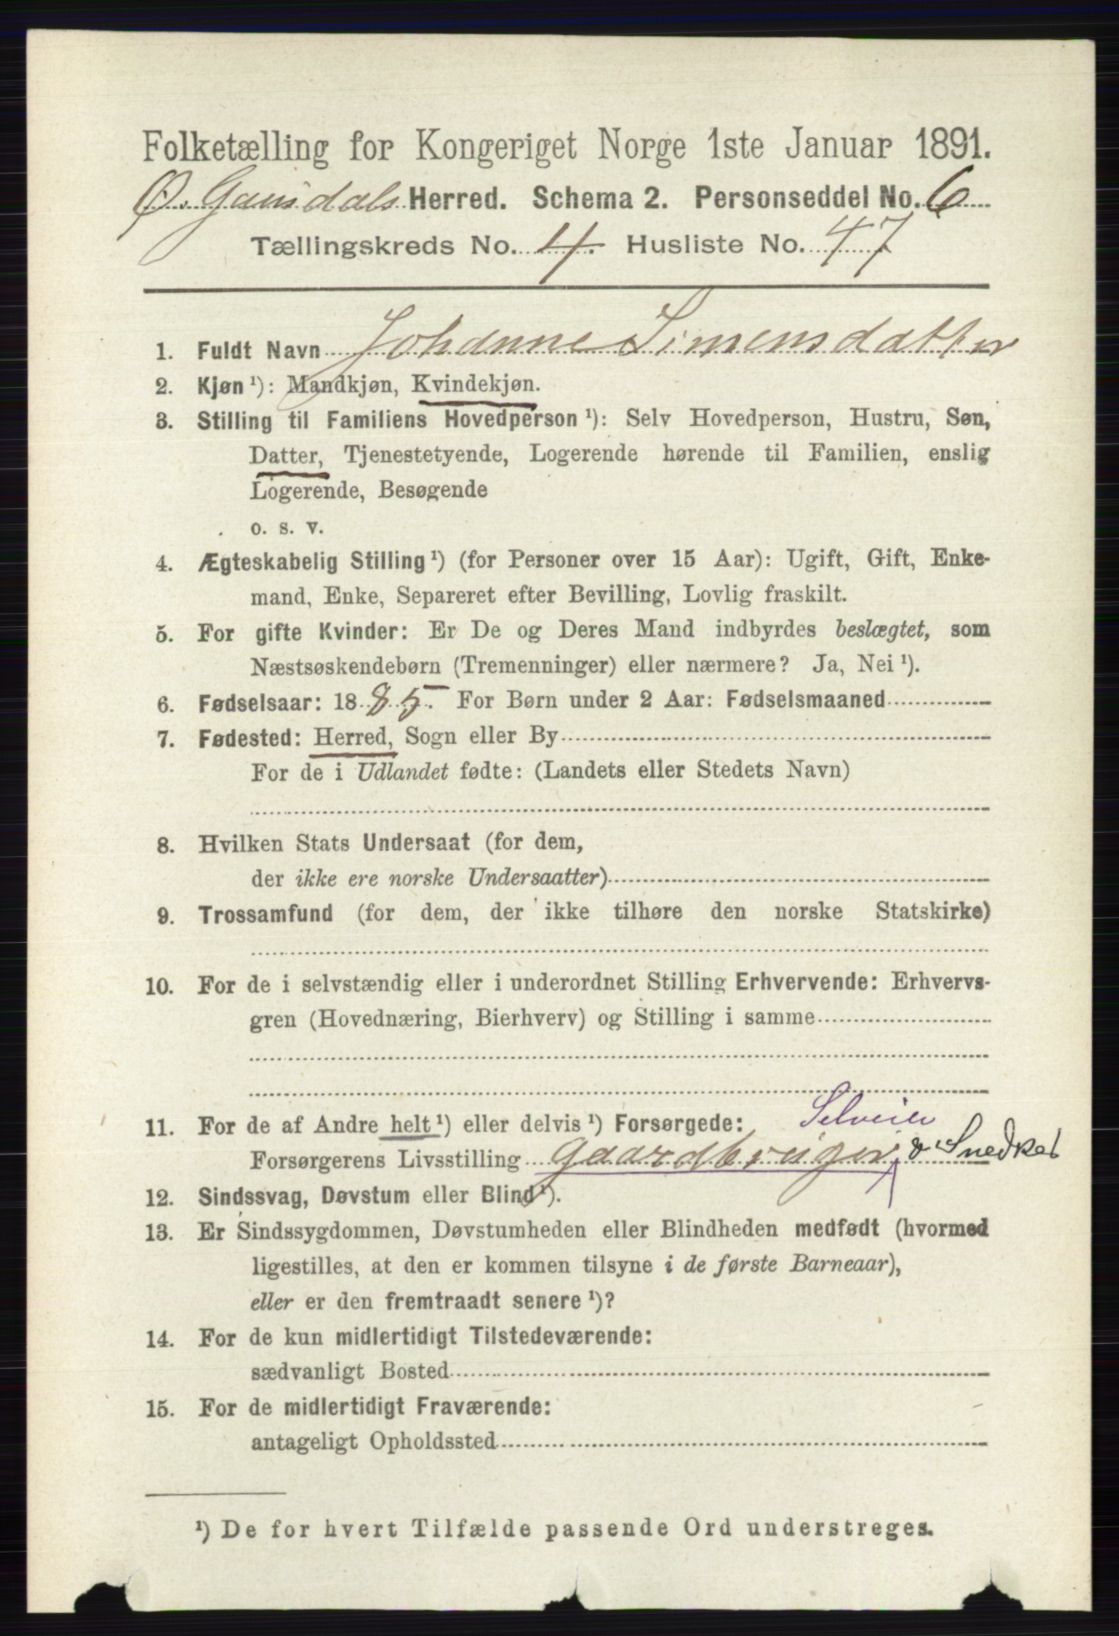 Folketælling for Kongeriget Norge 1ste Januar 1891.
Ø. Gausdals Herred. Schema 2. Personseddel No. 6
Tællingskreds No. 4. Husliste No. 47
1. Fuldt Navn Johanne Simensdatter
2. Kjøn ¹): Mandkjøn, Kvindekjøn.
3. Stilling til Familiens Hovedperson ¹): Selv Hovedperson, Hustru, Søn,
Datter, Tjenestetyende, Logerende hørende til Familien, enslig
Logerende, Besøgende
o. s. v.
4. Ægteskabelig Stilling ¹) (for Personer over 15 Aar): Ugift, Gift, Enke-
mand, Enke, Separeret efter Bevilling, Lovlig fraskilt.
5. For gifte Kvinder: Er De og Deres Mand indbyrdes beslægtet, som
Næstsøskendebørn (Tremenninger) eller nærmere? Ja, Nei ¹).
6. Fødselsaar: 1885. For Børn under 2 Aar: Fødselsmaaned
7. Fødested: Herred, Sogn eller By
For de i Udlandet fødte: (Landets eller Stedets Navn)
8. Hvilken Stats Undersaat (for dem,
der ikke ere norske Undersaatter)
9. Trossamfund (for dem, der ikke tilhøre den norske Statskirke)
10. For de i selvstændig eller i underordnet Stilling Erhvervende: Erhvervs-
gren (Hovednæring, Bierhverv) og Stilling i samme
11. For de af Andre helt ¹) eller delvis ¹) Forsørgede: Selveier
Forsørgerens Livsstilling Gaardbruger & Snedker
12. Sindssvag, Døvstum eller Blind ¹).
13. Er Sindssygdommen, Døvstumheden eller Blindheden medfødt (hvormed
ligestilles, at den er kommen tilsyne i de første Barneaar),
eller er den fremtraadt senere ¹)?
14. For de kun midlertidigt Tilstedeværende:
sædvanligt Bosted
15. For de midlertidigt Fraværende:
antageligt Opholdssted
¹) De for hvert Tilfælde passende Ord understreges.